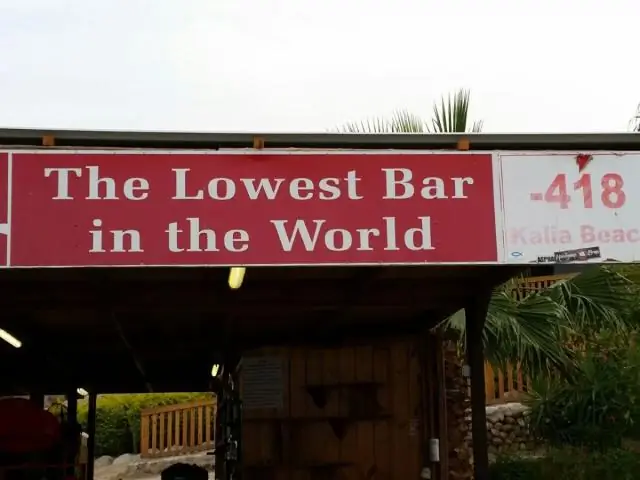 The Lowest Bar
in the World
-418
Kalia Beac